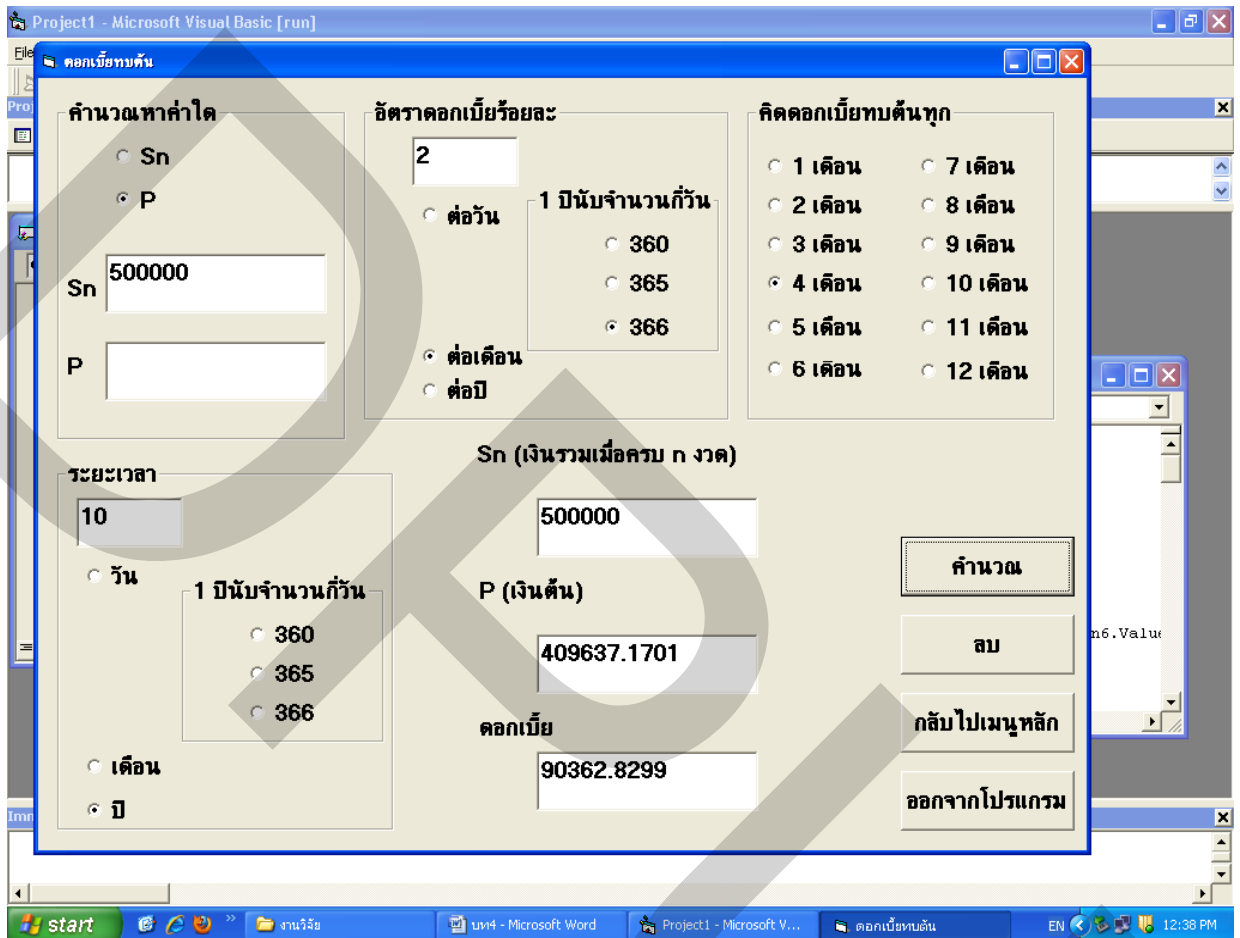 Project1 - Microsoft Visual Basic [run]
File
ดอกเบี้ยทบต้น
Proj
คำนวณหาค่าใด
Sn
P
Sn
500000
P
อัตราดอกเบี้ยร้อยละ
2
ต่อวัน
1 ปีนับจำนวนกี่วัน
360
365
366
ต่อเดือน
ต่อปี
คิดดอกเบี้ยทบต้นทุก
1 เดือน
7 เดือน
2 เดือน
8 เดือน
3 เดือน
9 เดือน
4 เดือน
10 เดือน
5 เดือน
11 เดือน
6 เดือน
12 เดือน
ระยะเวลา
10
วัน
1 ปีนับจำนวนกี่วัน
360
365
366
เดือน
ปี
Sn (เงินรวมเมื่อครบ n งวด)
500000
P (เงินต้น)
409637.1701
ดอกเบี้ย
90362.8299
คำนวณ
ลบ
กลับไปเมนูหลัก
ออกจากโปรแกรม
n6.Value
Imm
start
งานวิจัย
บท4 - Microsoft Word
Project1 - Microsoft V...
ดอกเบี้ยทบต้น
EN
12:38 PM